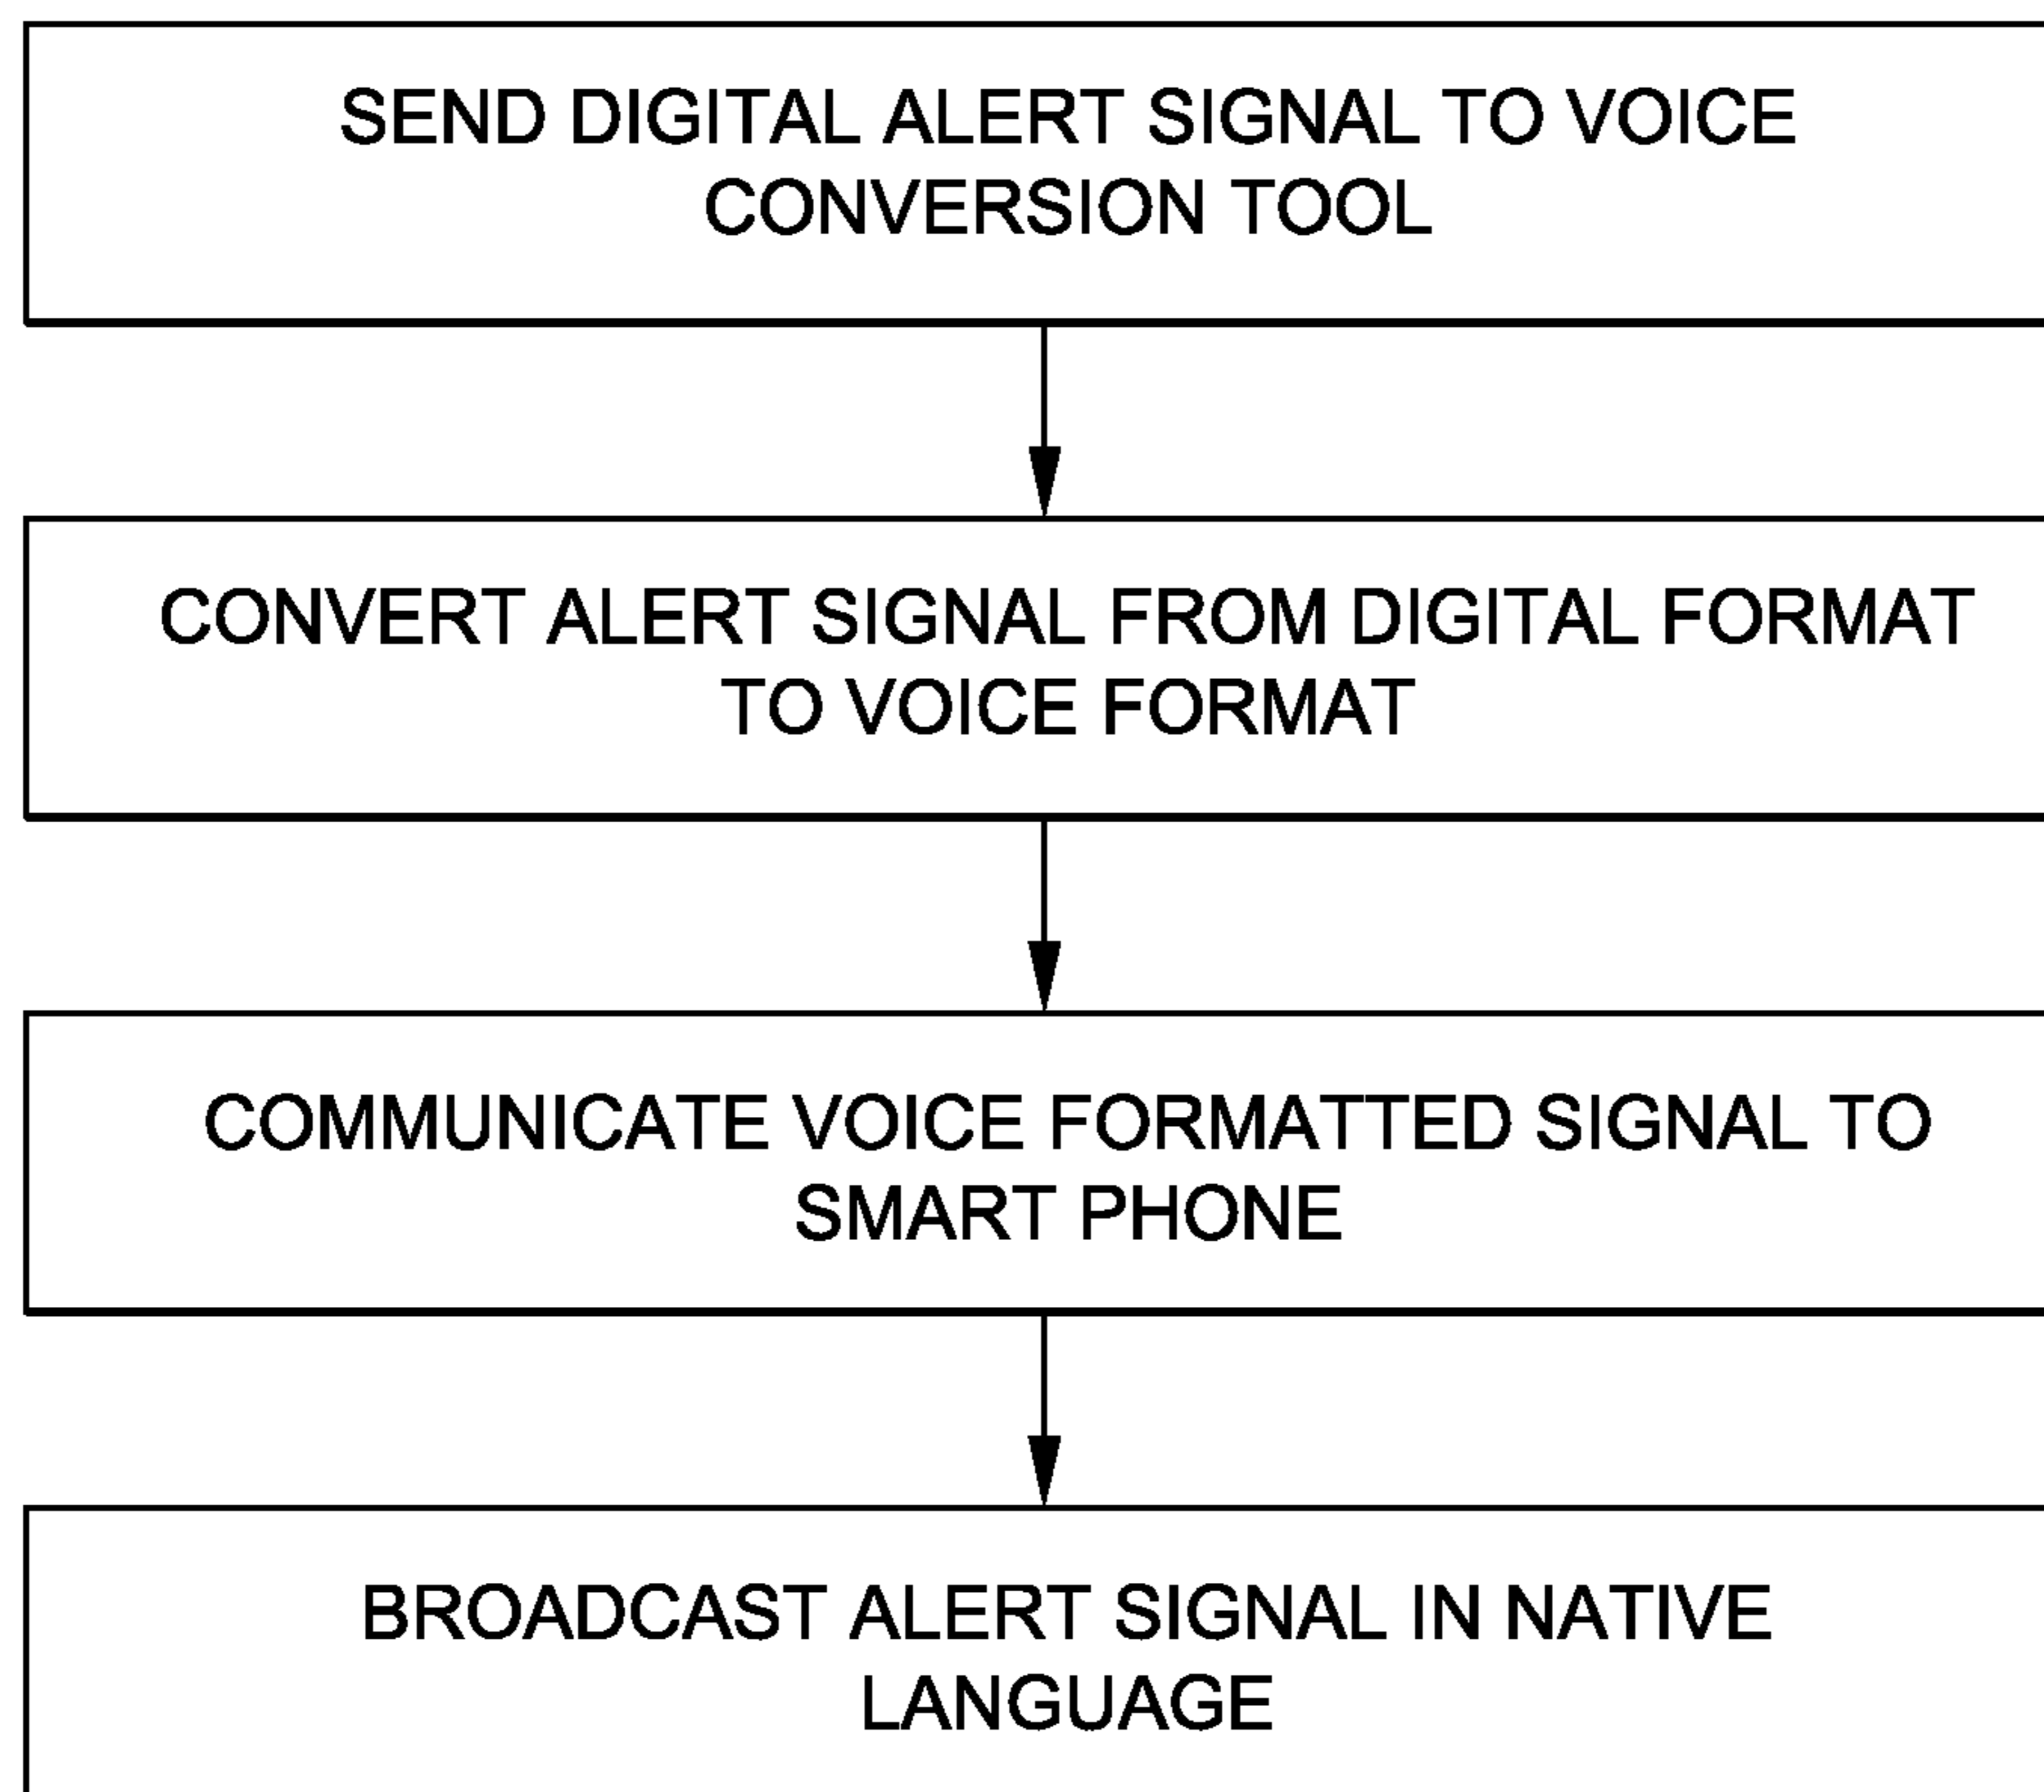 SEND DIGITAL ALERT SIGNAL TO VOICE
CONVERSION TOOL
CONVERT ALERT SIGNAL FROM DIGITAL FORMAT
TO VOICE FORMAT
COMMUNICATE VOICE FORMATTED SIGNAL TO
SMART PHONE
BROADCAST ALERT SIGNAL IN NATIVE
LANGUAGE